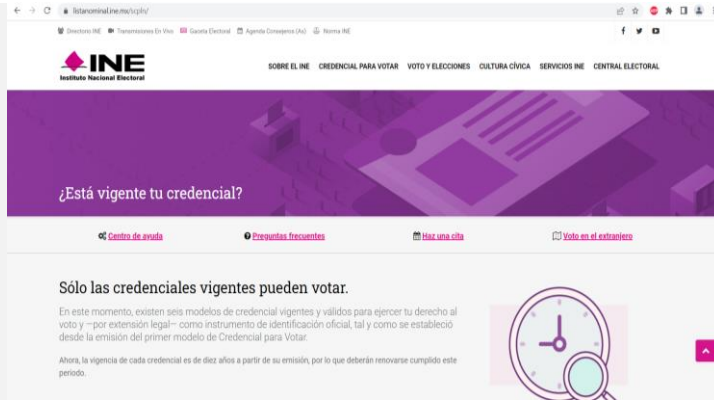 listanominal.ine.mx/scpln/
Directorio INE Transmisiones En Vivo Gaceta Electoral Agenda Consejeros (As) Norma INE
INE
Instituto Nacional Electoral
SOBRE EL INE CREDENCIAL PARA VOTAR VOTO Y ELECCIONES CULTURA CÍVICA SERVICIOS INE CENTRAL ELECTORAL
¿Está vigente tu credencial?
Centro de ayuda Preguntas frecuentes Haz una cita Voto en el extranjero
Sólo las credenciales vigentes pueden votar.
En este momento, existen seis modelos de credencial vigentes y válidos para ejercer tu derecho al
voto y —por extensión legal— como instrumento de identificación oficial, tal y como se estableció
desde la emisión del primer modelo de Credencial para Votar.
Ahora, la vigencia de cada credencial es de diez años a partir de su emisión, por lo que deberán renovarse cumplido este
periodo.